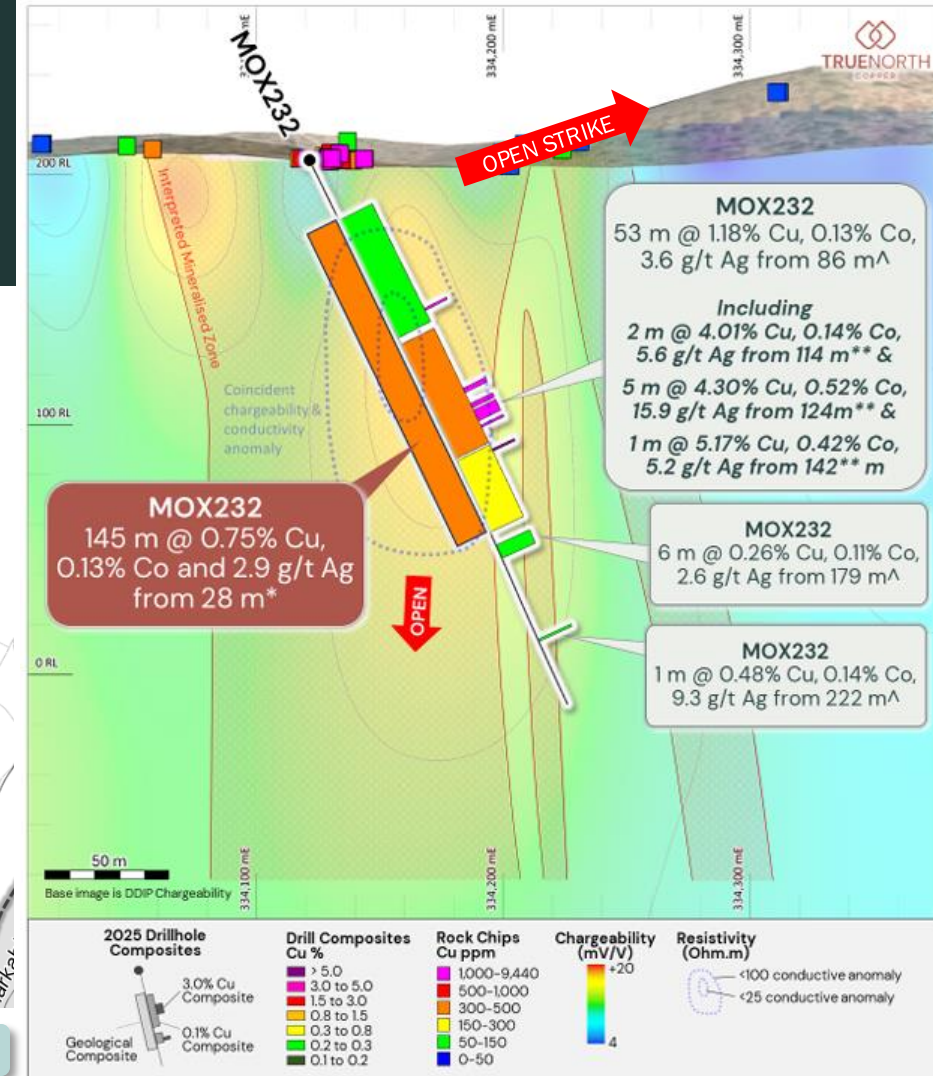 TRUENORTH
COPPER
334,200 mE
334,300 mE
MOX232
OPEN STRIKE
200 RL
Interpreted Mineralised Zone
MOX232
53 m @ 1.18% Cu, 0.13% Co,
3.6 g/t Ag from 86 m^
Including
2 m @ 4.01% Cu, 0.14% Co,
5.6 g/t Ag from 114 m** &
5 m @ 4.30% Cu, 0.52% Co,
15.9 g/t Ag from 124m** &
1 m @ 5.17% Cu, 0.42% Co,
5.2 g/t Ag from 142** m
Coincident
chargeability &
conductivity
anomaly
100 RL
MOX232
145 m @ 0.75% Cu,
0.13% Co and 2.9 g/t Ag
from 28 m*
MOX232
6 m @ 0.26% Cu, 0.11% Co,
2.6 g/t Ag from 179 m^
OPEN
MOX232
1 m @ 0.48% Cu, 0.14% Co,
9.3 g/t Ag from 222 m^
0 RL
50 m
Base image is DDIP Chargeability
334,100 mE
334,200 mE
334,300 mE
2025 Drillhole
Composites
3.0% Cu
Composite
0.1% Cu
Composite
Geological
Composite
Drill Composites
Cu %
> 5.0
3.0 to 5.0
1.5 to 3.0
0.8 to 1.5
0.3 to 0.8
0.2 to 0.3
0.1 to 0.2
Rock Chips
Cu ppm
1,000-9,440
500-1,000
300-500
150-300
50-150
0-50
Chargeability
(mV/V)
+20
4
Resistivity
(Ohm.m)
<100 conductive anomaly
<25 conductive anomaly